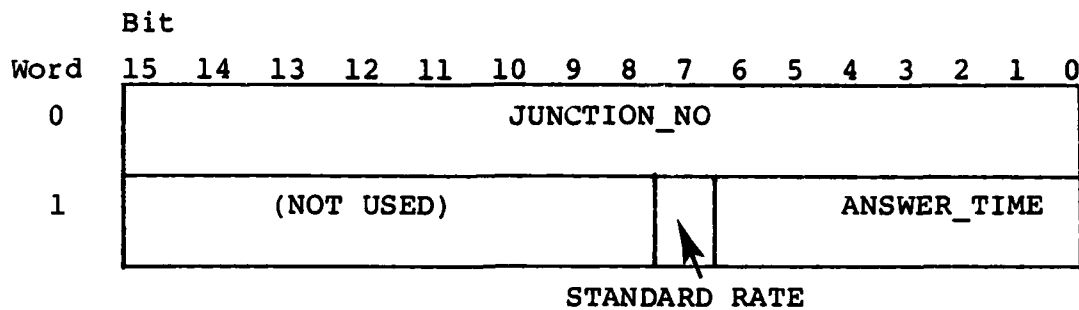 Bit
Word 15 14 13 12 11 10 9 8 7 6 5 4 3 2 1 0
0 JUNCTION_NO
1 (NOT USED) ANSWER_TIME
STANDARD RATE